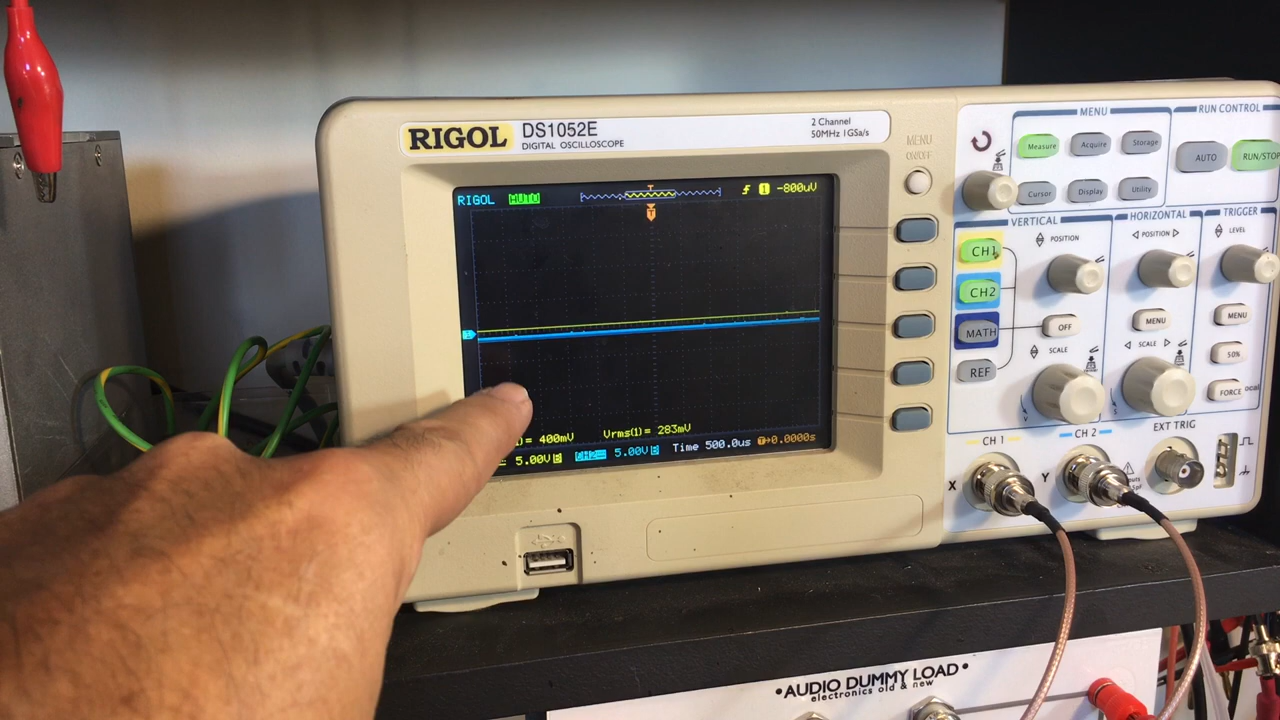 RIGOL DS1052E
DIGITAL OSCILLOSCOPE
2 Channel
50MHz 1GSa/s
MENU
ON/OFF
RIGOL AUTO
T
1 -800uV
T
=400mV Vrms(1)= 283mV
5.00V CH2 5.00V Time 500.0us T→0.0000s
MENU
Measure Acquire Storage
Cursor Display Utility
RUN CONTROL
AUTO RUN/STOP
VERTICAL
POSITION
CH1
CH2
MATH
REF
OFF
SCALE
HORIZONTAL
POSITION
MENU
SCALE
TRIGGER
LEVEL
MENU
50%
FORCE
CH 1 CH 2 EXT TRIG
X Y
•AUDIO DUMMY LOAD•
electronics old & new